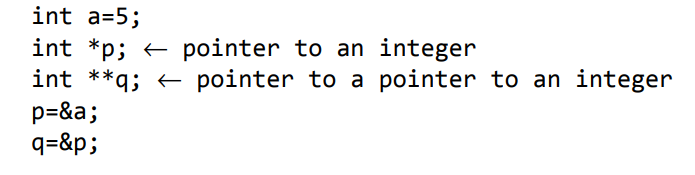 int a=5;
int *p; ← pointer to an integer
int **q; ← pointer to a pointer to an integer
p=&a;
q=&p;